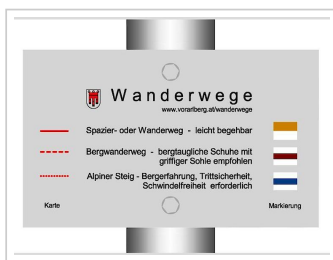 Wanderwege
www.vorarlberg.at/wanderwege
Spazier- oder Wanderweg - leicht begehbar
Bergwanderweg - bergtaugliche Schuhe mit
griffiger Sohle empfohlen
Alpiner Steig - Bergerfahrung, Trittsicherheit,
Schwindelfreiheit erforderlich
Karte
Markierung